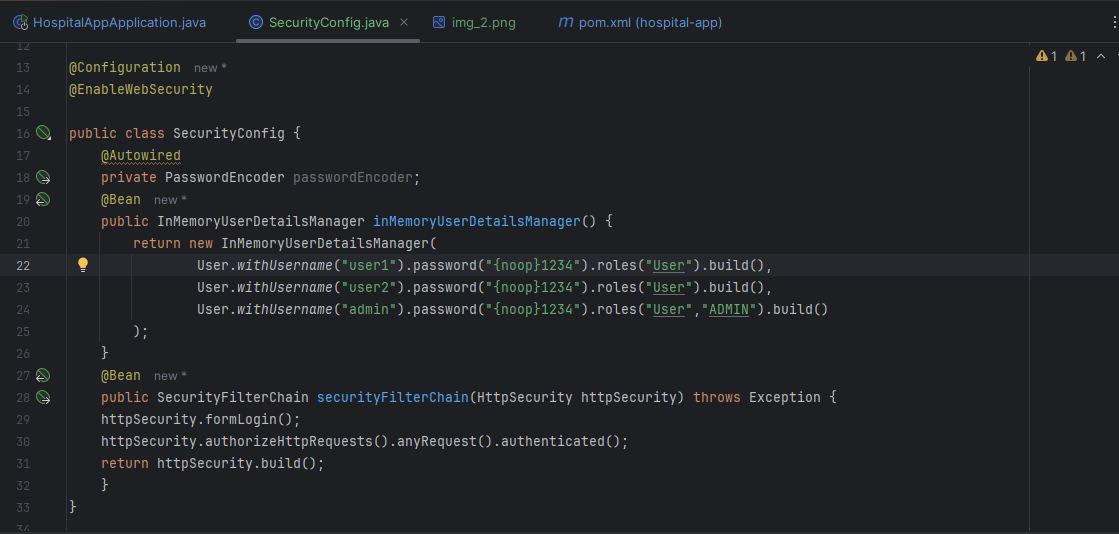 HospitalAppApplication.java SecurityConfig.java × img_2.png m pom.xml (hospital-app)
12
1 1
13 @Configuration new *
14 @EnableWebSecurity
15
16 public class SecurityConfig {
17 @Autowired
18 private PasswordEncoder passwordEncoder;
19 @Bean new *
20 public InMemoryUserDetailsManager inMemoryUserDetailsManager() {
21 return new InMemoryUserDetailsManager(
22 User.withUsername("user1").password("{noop}1234").roles("User").build(),
23 User.withUsername("user2").password("{noop}1234").roles("User").build(),
24 User.withUsername("admin").password("{noop}1234").roles("User","ADMIN").build()
25 );
26 }
27 @Bean new *
28 public SecurityFilterChain securityFilterChain(HttpSecurity httpSecurity) throws Exception {
29 httpSecurity.formLogin();
30 httpSecurity.authorizeHttpRequests().anyRequest().authenticated();
31 return httpSecurity.build();
32 }
33 }
34